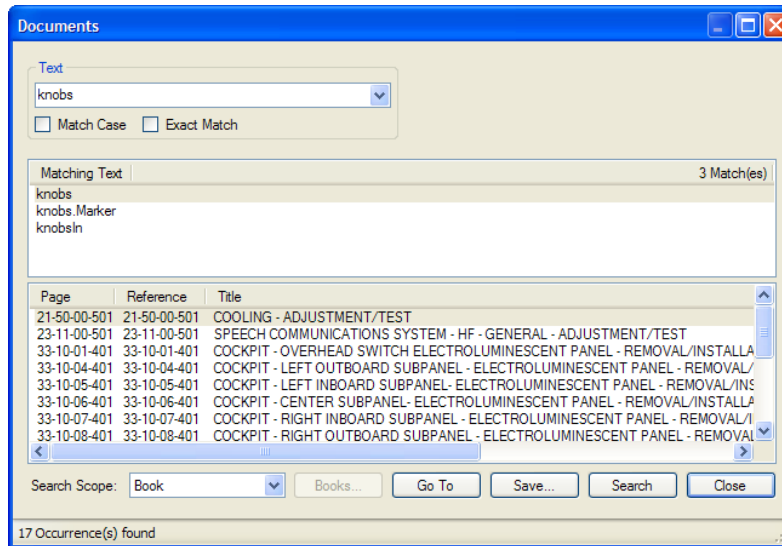 Documents
Text
knobs
Match Case Exact Match
Matching Text 3 Match(es)
knobs
knobs.Marker
knobsIn
Page Reference Title
21-50-00-501 21-50-00-501 COOLING - ADJUSTMENT/TEST
23-11-00-501 23-11-00-501 SPEECH COMMUNICATIONS SYSTEM - HF - GENERAL - ADJUSTMENT/TEST
33-10-01-401 33-10-01-401 COCKPIT - OVERHEAD SWITCH ELECTROLUMINESCENT PANEL - REMOVAL/INSTALLA
33-10-04-401 33-10-04-401 COCKPIT - LEFT OUTBOARD SUBPANEL - ELECTROLUMINESCENT PANEL - REMOVAL/
33-10-05-401 33-10-05-401 COCKPIT - LEFT INBOARD SUBPANEL- ELECTROLUMINESCENT PANEL - REMOVAL/INS
33-10-06-401 33-10-06-401 COCKPIT - CENTER SUBPANEL- ELECTROLUMINESCENT PANEL - REMOVAL/INSTALLA
33-10-07-401 33-10-07-401 COCKPIT - RIGHT INBOARD SUBPANEL - ELECTROLUMINESCENT PANEL - REMOVAL/I
33-10-08-401 33-10-08-401 COCKPIT - RIGHT OUTBOARD SUBPANEL - ELECTROLUMINESCENT PANEL - REMOVAL
Search Scope: Book Books... Go To Save... Search Close
17 Occurrence(s) found